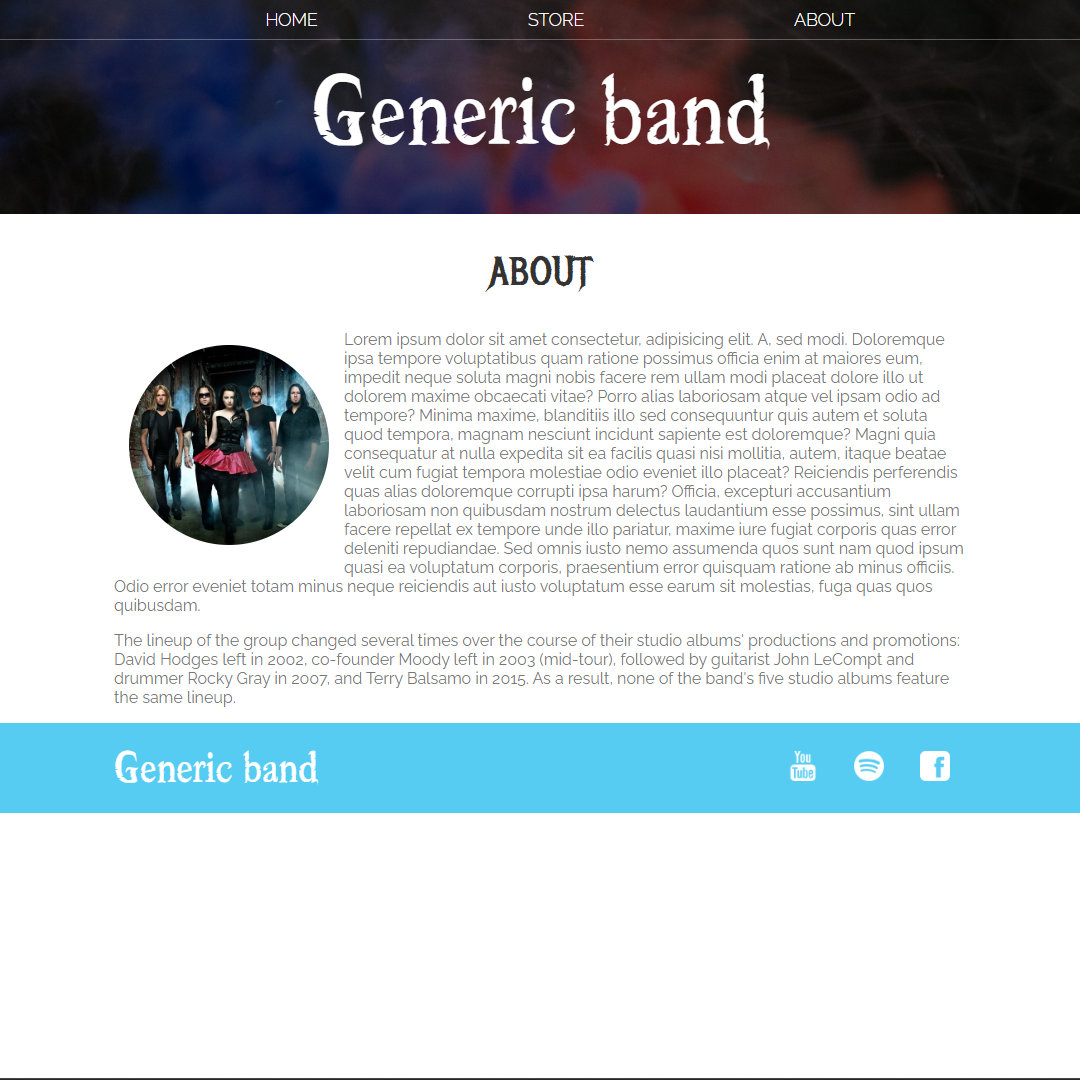 HOME STORE ABOUT
Generic band
ABOUT
Lorem ipsum dolor sit amet consectetur, adipisicing elit. A, sed modi. Doloremque
ipsa tempore voluptatibus quam ratione possimus officia enim at maiores eum,
impedit neque soluta magni nobis facere rem ullam modi placeat dolore illo ut
dolorem maxime obcaecati vitae? Porro alias laboriosam atque vel ipsam odio ad
tempore? Minima maxime, blanditiis illo sed consequuntur quis autem et soluta
quod tempora, magnam nesciunt incidunt sapiente est doloremque? Magni quia
consequatur at nulla expedita sit ea facilis quasi nisi mollitia, autem, itaque beatae
velit cum fugiat tempora molestiae odio eveniet illo placeat? Reiciendis perferendis
quas alias doloremque corrupti ipsa harum? Officia, excepturi accusantium
laboriosam non quibusdam nostrum delectus laudantium esse possimus, sint ullam
facere repellat ex tempore unde illo pariatur, maxime iure fugiat corporis quas error
deleniti repudiandae. Sed omnis iusto nemo assumenda quos sunt nam quod ipsum
quasi ea voluptatum corporis, praesentium error quisquam ratione ab minus officiis.
Odio error eveniet totam minus neque reiciendis aut iusto voluptatum esse earum sit molestias, fuga quas quos
quibusdam.
The lineup of the group changed several times over the course of their studio albums' productions and promotions:
David Hodges left in 2002, co-founder Moody left in 2003 (mid-tour), followed by guitarist John LeCompt and
drummer Rocky Gray in 2007, and Terry Balsamo in 2015. As a result, none of the band's five studio albums feature
the same lineup.
Generic band
You
Tube